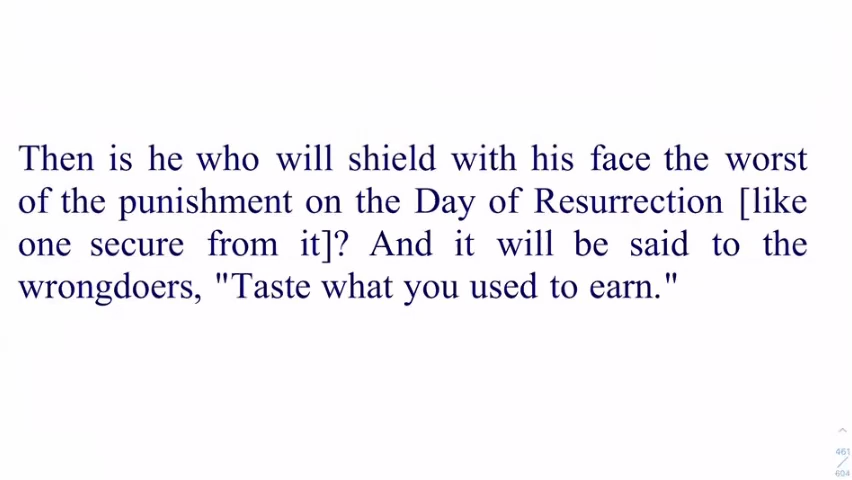 Then is he who will shield with his face the worst
of the punishment on the Day of Resurrection [like
one secure from it]? And it will be said to the
wrongdoers, "Taste what you used to earn."
461
604